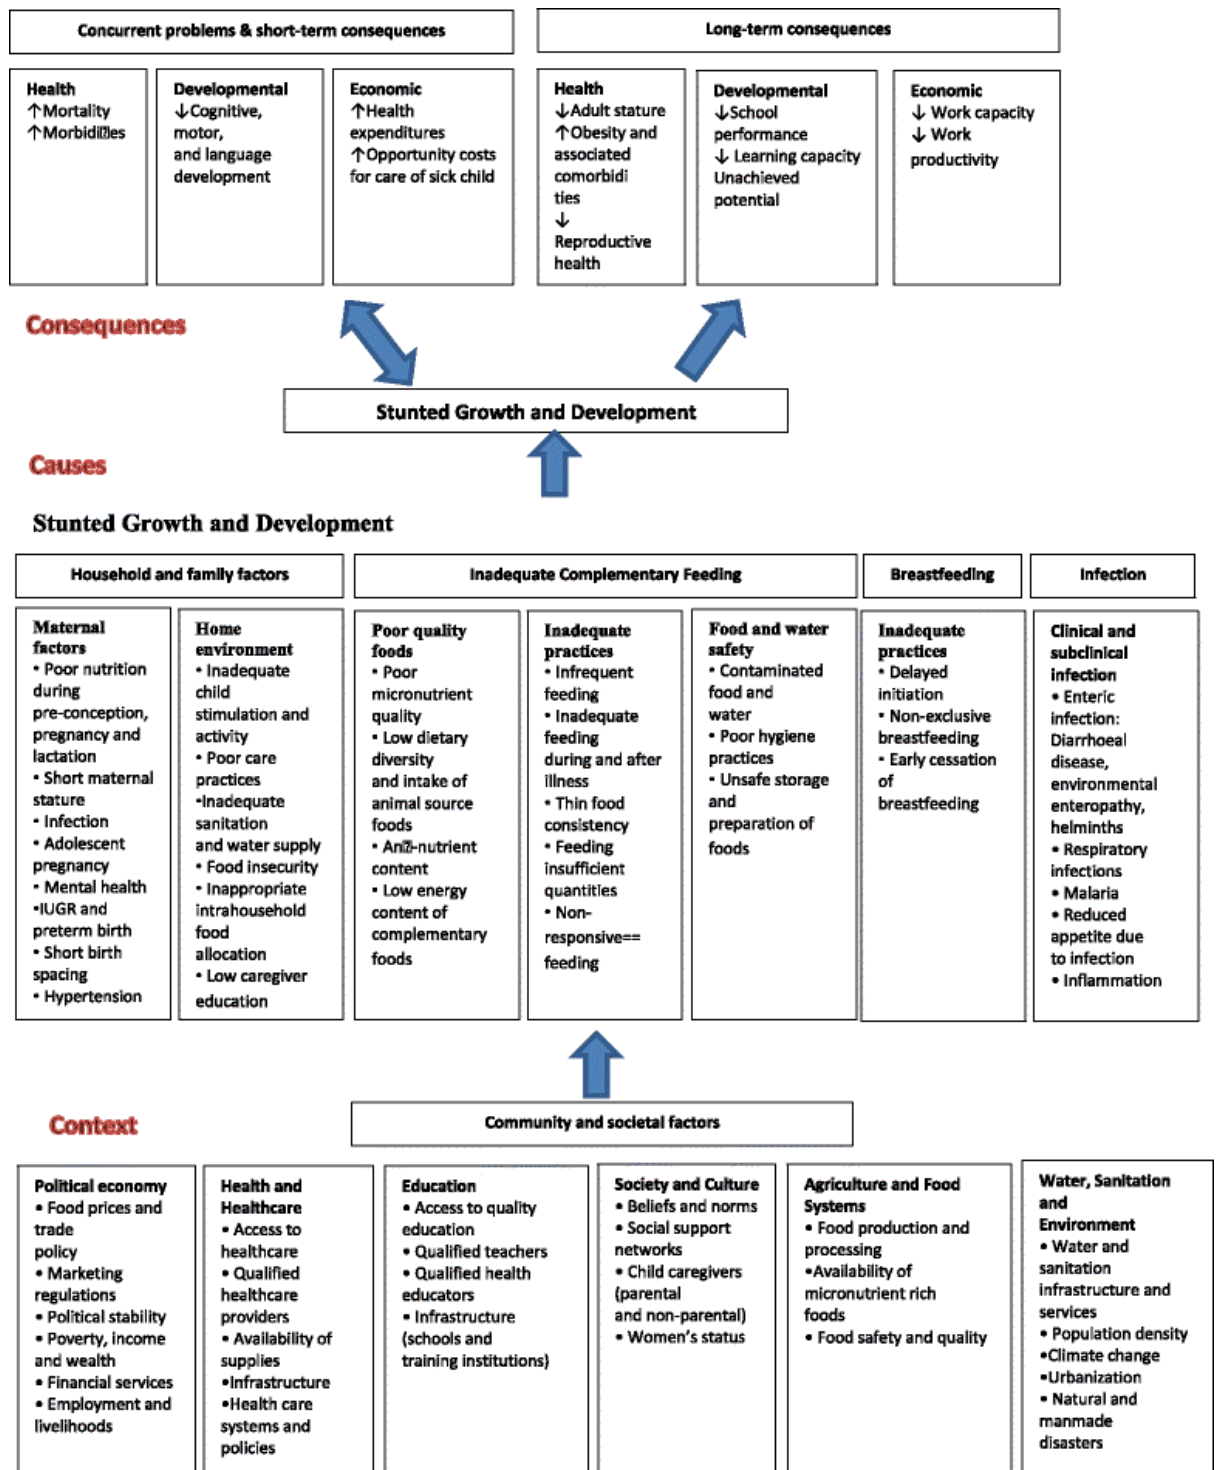 Concurrent problems & short-term consequences
Long-term consequences
Health
↑Mortality
↑Morbidi⍰es
Developmental
↓Cognitive,
motor,
and language
development
Economic
↑Health
expenditures
↑Opportunity costs
for care of sick child
Health
↓Adult stature
↑Obesity and
associated
comorbidi
ties
↓
Reproductive
health
Developmental
↓School
performance
↓ Learning capacity
Unachieved
potential
Economic
↓ Work capacity
↓ Work
productivity
Consequences
Stunted Growth and Development
Causes
Stunted Growth and Development
Household and family factors
Inadequate Complementary Feeding
Breastfeeding
Infection
Maternal
factors
• Poor nutrition
during
pre-conception,
pregnancy and
lactation
• Short maternal
stature
• Infection
• Adolescent
pregnancy
• Mental health
•IUGR and
preterm birth
• Short birth
spacing
• Hypertension
Home
environment
• Inadequate
child
stimulation and
activity
• Poor care
practices
•Inadequate
sanitation
and water supply
• Food insecurity
• Inappropriate
intrahousehold
food
allocation
• Low caregiver
education
Poor quality
foods
• Poor
micronutrient
quality
• Low dietary
diversity
and intake of
animal source
foods
• An⍰-nutrient
content
• Low energy
content of
complementary
foods
Inadequate
practices
• Infrequent
feeding
• Inadequate
feeding
during and after
illness
• Thin food
consistency
• Feeding
insufficient
quantities
• Non-
responsive==
feeding
Food and water
safety
• Contaminated
food and
water
• Poor hygiene
practices
• Unsafe storage
and
preparation of
foods
Inadequate
practices
• Delayed
initiation
• Non-exclusive
breastfeeding
• Early cessation
of
breastfeeding
Clinical and
subclinical
infection
• Enteric
infection:
Diarrhoeal
disease,
environmental
enteropathy,
helminths
• Respiratory
infections
• Malaria
• Reduced
appetite due
to infection
• Inflammation
Context
Community and societal factors
Political economy
• Food prices and
trade
policy
• Marketing
regulations
• Political stability
• Poverty, income
and wealth
• Financial services
• Employment and
livelihoods
Health and
Healthcare
• Access to
healthcare
• Qualified
healthcare
providers
• Availability of
supplies
•Infrastructure
•Health care
systems and
policies
Education
• Access to quality
education
• Qualified teachers
• Qualified health
educators
• Infrastructure
(schools and
training institutions)
Society and Culture
• Beliefs and norms
• Social support
networks
• Child caregivers
(parental
and non-parental)
• Women's status
Agriculture and Food
Systems
• Food production and
processing
•Availability of
micronutrient rich
foods
• Food safety and quality
Water, Sanitation
and
Environment
• Water and
sanitation
infrastructure and
services
• Population density
•Climate change
•Urbanization
• Natural and
manmade
disasters